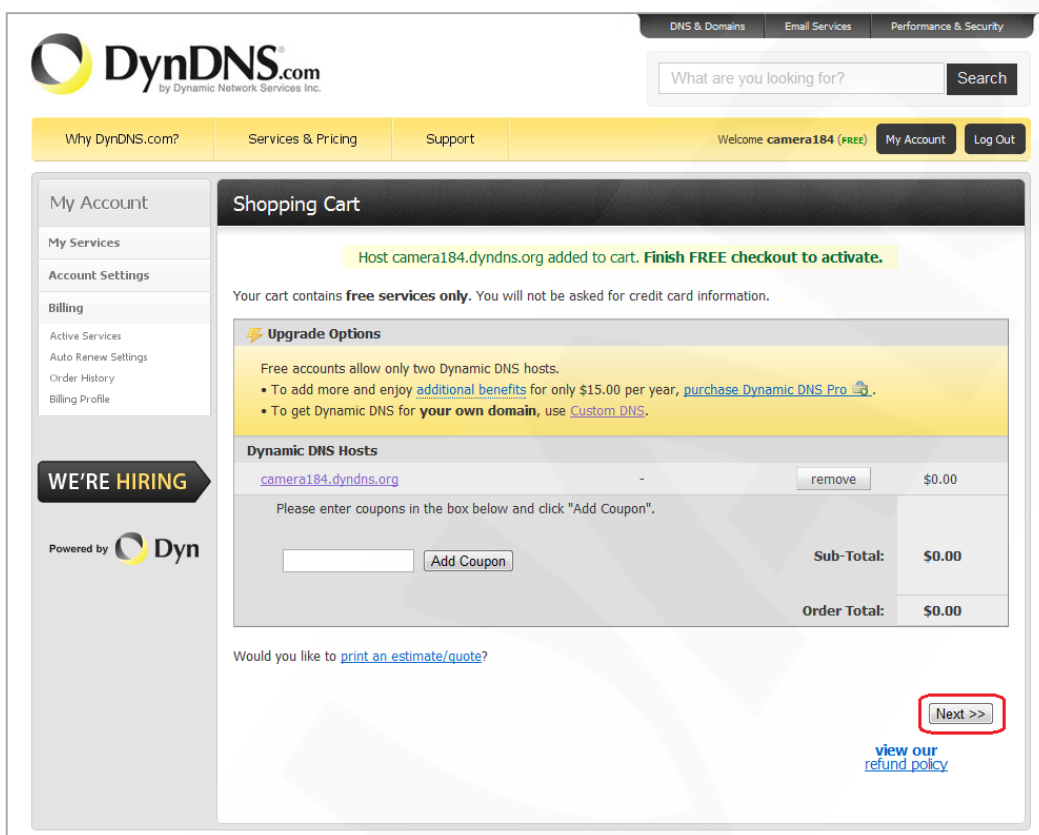 DNS & Domains Email Services Performance & Security
DynDNS.com
by Dynamic Network Services Inc.
What are you looking for? Search
Why DynDNS.com? Services & Pricing Support Welcome camera184 (FREE) My Account Log Out
My Account
My Services
Account Settings
Billing
Active Services
Auto Renew Settings
Order History
Billing Profile
WE'RE HIRING
Powered by Dyn
Shopping Cart
Host camera184.dyndns.org added to cart. Finish FREE checkout to activate.
Your cart contains free services only. You will not be asked for credit card information.
Upgrade Options
Free accounts allow only two Dynamic DNS hosts.
• To add more and enjoy additional benefits for only $15.00 per year, purchase Dynamic DNS Pro .
• To get Dynamic DNS for your own domain, use Custom DNS.
Dynamic DNS Hosts
camera184.dyndns.org - remove $0.00
Please enter coupons in the box below and click "Add Coupon".
Add Coupon Sub-Total: $0.00
Order Total: $0.00
Would you like to print an estimate/quote?
Next >>
view our
refund policy